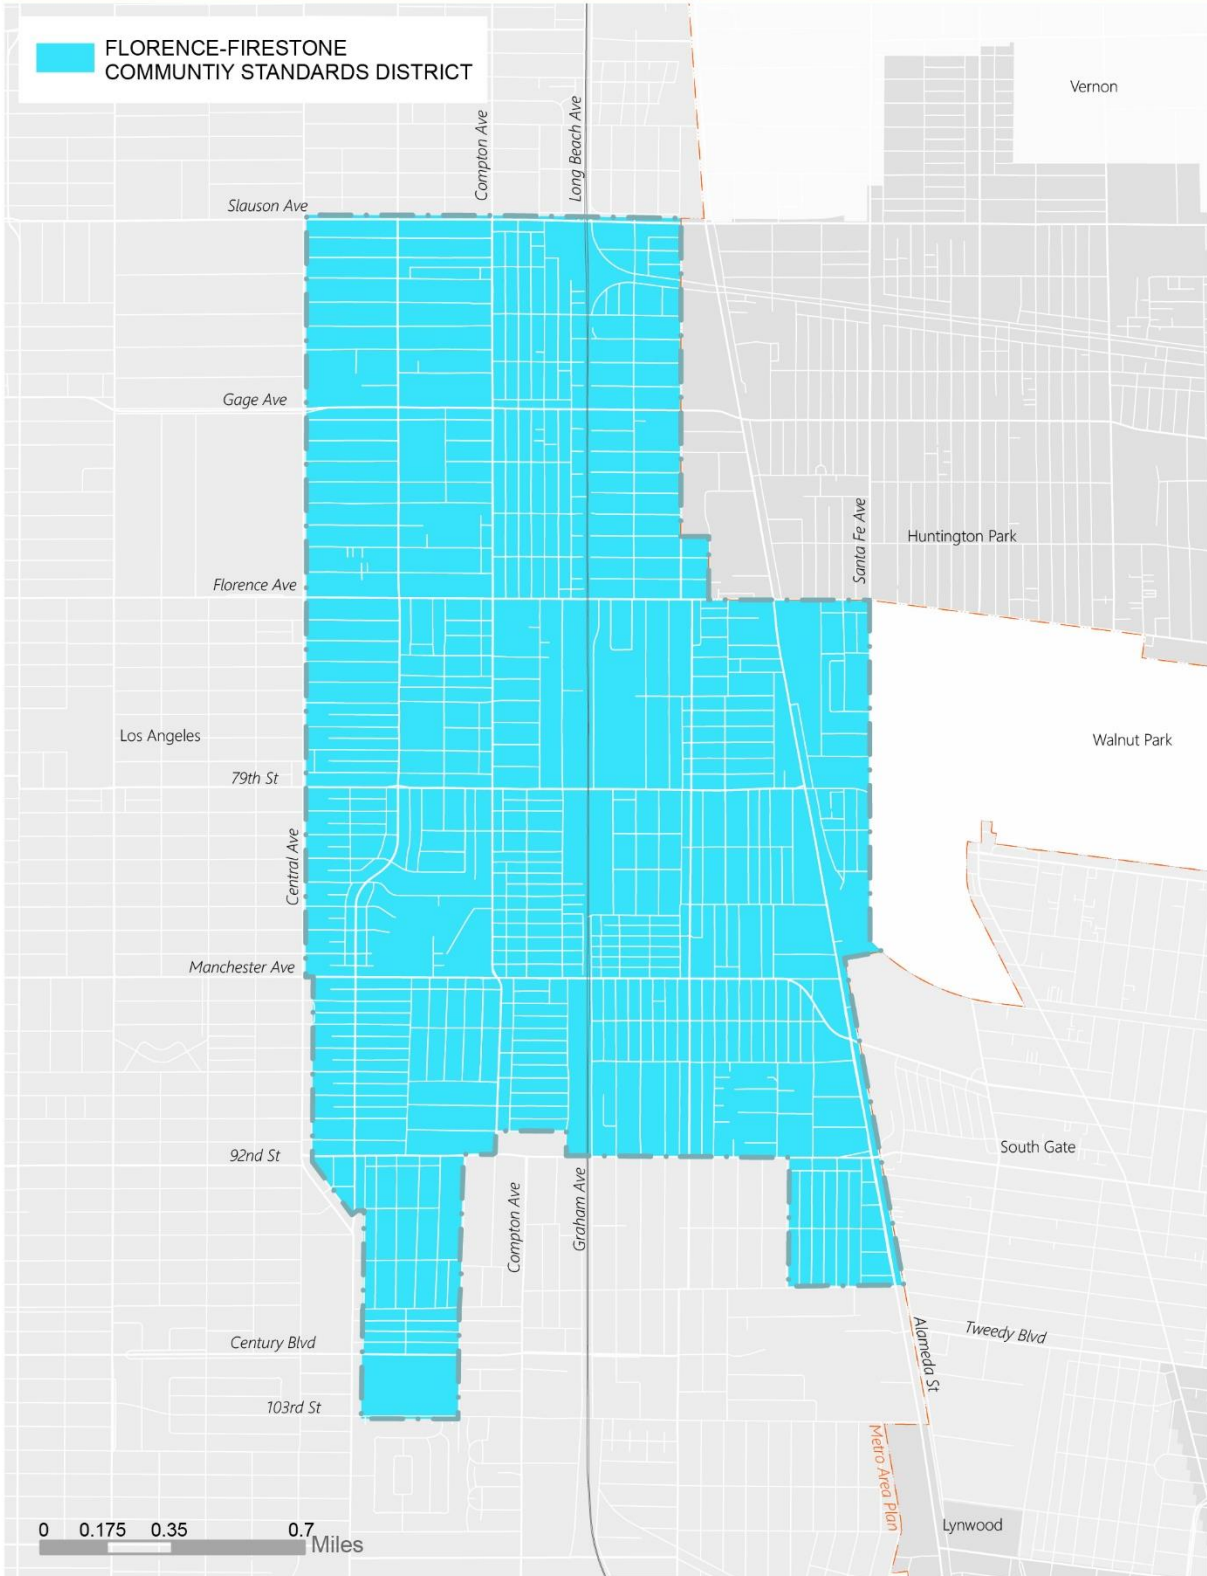 FLORENCE-FIRESTONE
COMMUNTIY STANDARDS DISTRICT
Vernon
Compton Ave
Long Beach Ave
Slauson Ave
Gage Ave
Santa Fe Ave
Huntington Park
Florence Ave
Los Angeles
Walnut Park
79th St
Central Ave
Manchester Ave
92nd St
South Gate
Compton Ave
Graham Ave
Century Blvd
Tweedy Blvd
Alameda St
103rd St
Metro Area Plan
Lynwood
0 0.175 0.35 0.7
Miles